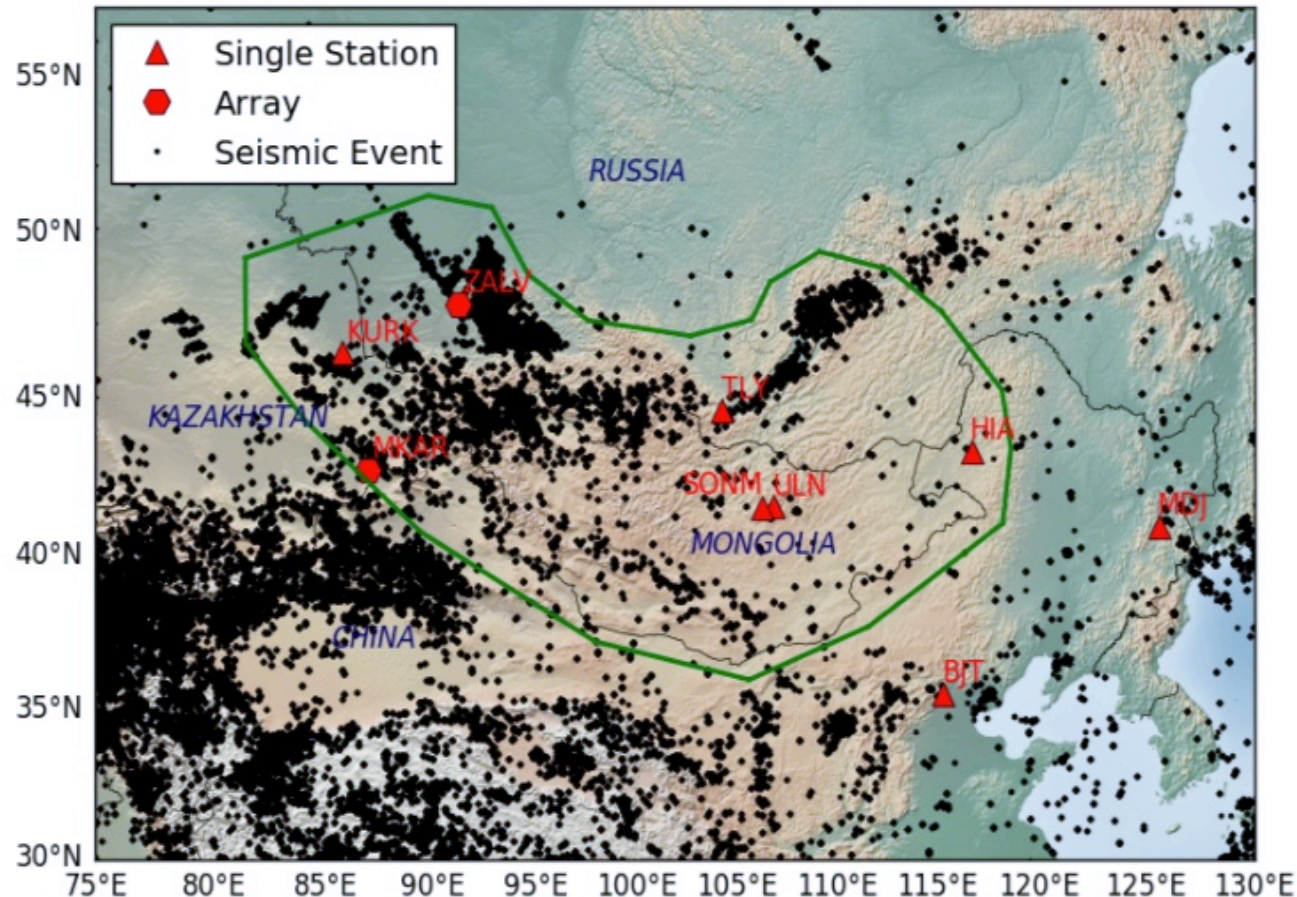 Single Station
Array
Seismic Event
55°N
50°N
45°N
40°N
35°N
30°N
RUSSIA
ZALV
KURK
TLY
KAZAKHSTAN
HIA
MKAR
SONM ULN
MDJ
MONGOLIA
CHINA
BJT
75°E 80°E 85°E 90°E 95°E 100°E 105°E 110°E 115°E 120°E 125°E 130°E